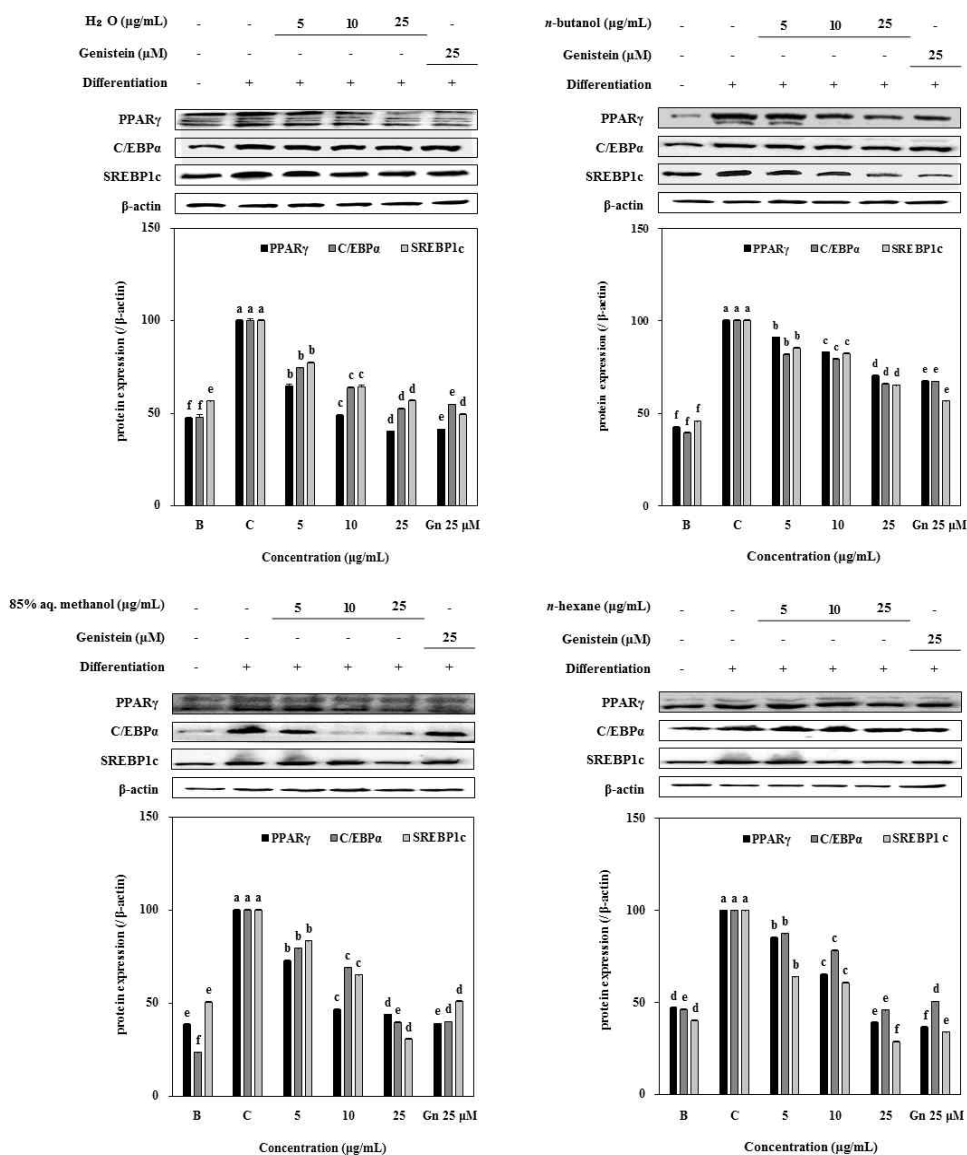 H₂ O (μg/mL) - - 5 10 25 -
Genistein (μM) - - - - - 25
Differentiation - + + + + +
PPARγ
C/EBPα
SREBP1c
β-actin
150
PPARγ C/EBPα SREBP1c
protein expression (/ β-actin)
100
50
0
f f e a a a b b b c c c d d d e d d
B C 5 10 25 Gn 25 μM
Concentration (μg/mL)
n-butanol (μg/mL) - - 5 10 25 -
Genistein (μM) - - - - - 25
Differentiation - + + + + +
PPARγ
C/EBPα
SREBP1c
β-actin
150
PPARγ C/EBPα SREBP1c
protein expression (/ β-actin)
100
50
0
f f f a a a b b b c c c d d d e e e
B C 5 10 25 Gn 25 μM
Concentration (μg/mL)
85% aq. methanol (μg/mL) - - 5 10 25 -
Genistein (μM) - - - - - 25
Differentiation - + + + + +
PPARγ
C/EBPα
SREBP1c
β-actin
150
PPARγ C/EBPα SREBP1c
protein expression (/ β-actin)
100
50
0
e f e a a a b b b c c c d e d e d d
B C 5 10 25 Gn 25 μM
Concentration (μg/mL)
n-hexane (μg/mL) - - 5 10 25 -
Genistein (μM) - - - - - 25
Differentiation - + + + + +
PPARγ
C/EBPα
SREBP1c
β-actin
150
PPARγ C/EBPα SREBP1 c
protein expression (/ β-actin)
100
50
0
d e d a a a b b b c c c e e f f d e
B C 5 10 25 Gn 25 μM
Concentration (μg/mL)